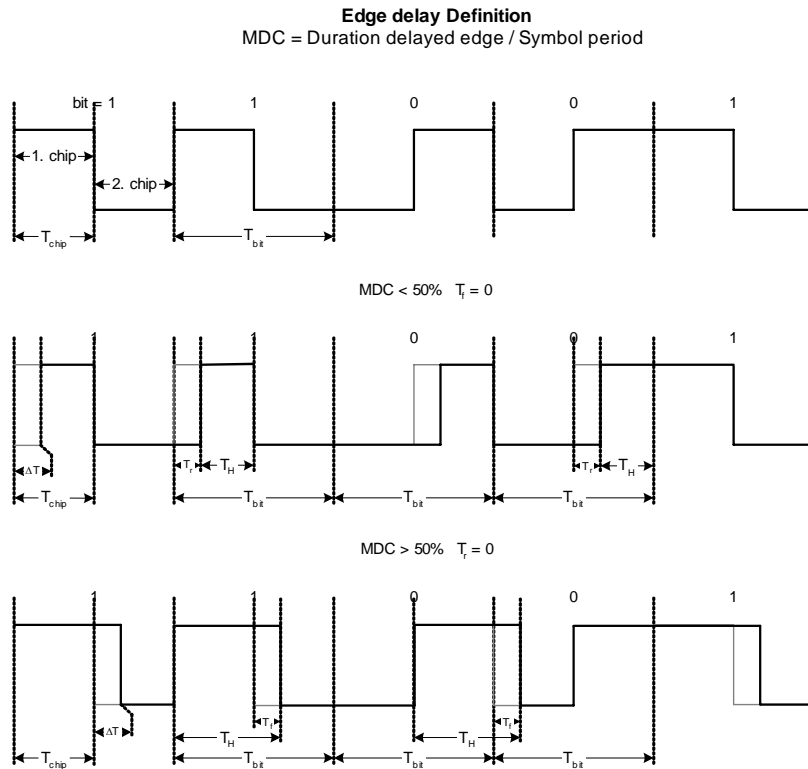 Edge delay Definition
MDC = Duration delayed edge / Symbol period
bit = 1 1 0 0 1
1. chip
2. chip
Tchip Tbit
MDC < 50% Tf = 0
1 1 0 0 1
ΔT Tr TH Tr TH
Tchip Tbit Tbit Tbit
MDC > 50% Tr = 0
1 1 0 0 1
ΔT Tf Tf
TH TH
Tchip Tbit Tbit Tbit